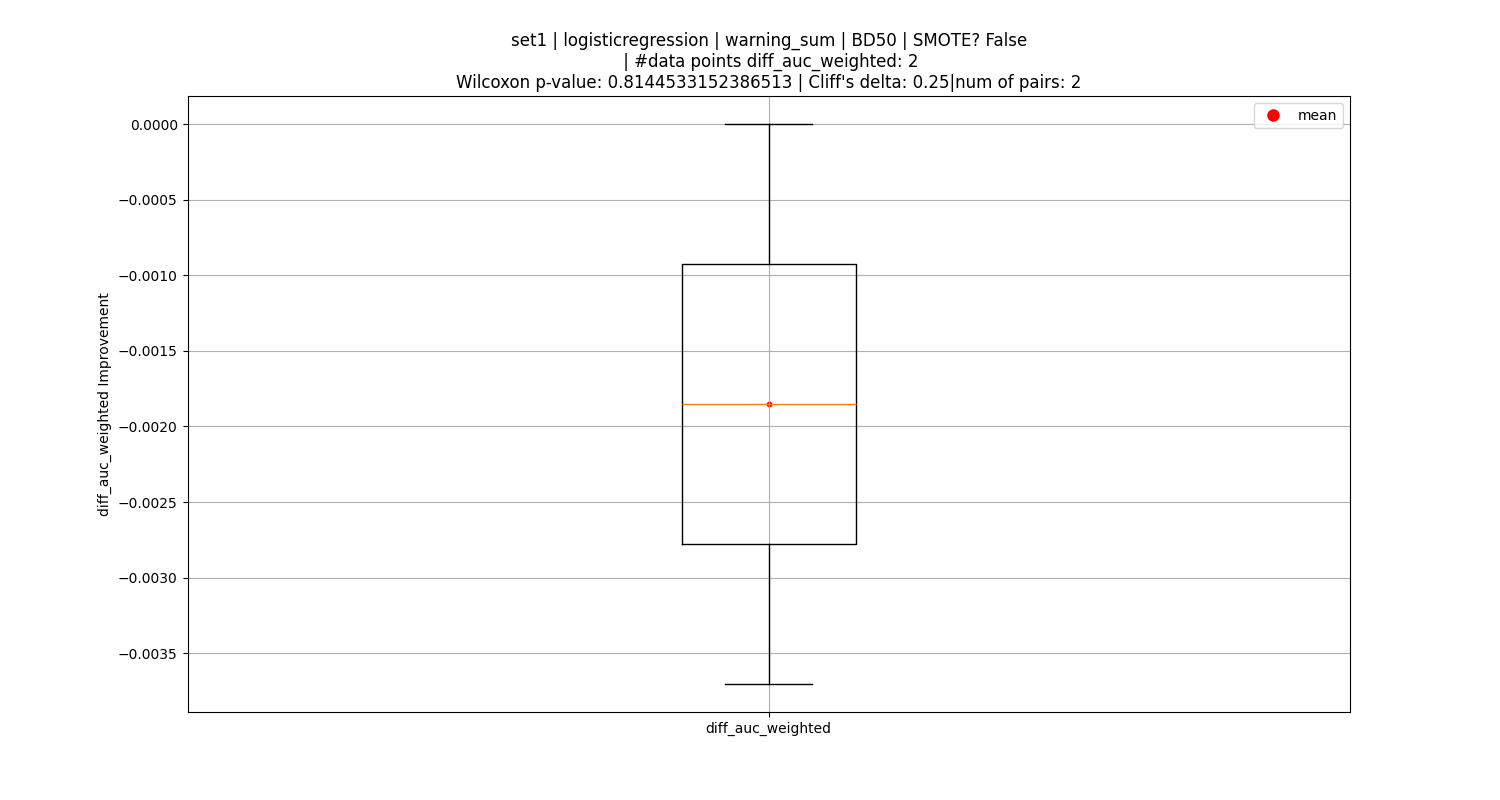 set1 | logisticregression | warning_sum | BD50 | SMOTE? False
| #data points diff_auc_weighted: 2
Wilcoxon p-value: 0.8144533152386513 | Cliff's delta: 0.25|num of pairs: 2
mean
0.0000
−0.0005
−0.0010
−0.0015
−0.0020
−0.0025
−0.0030
−0.0035
diff_auc_weighted Improvement
diff_auc_weighted